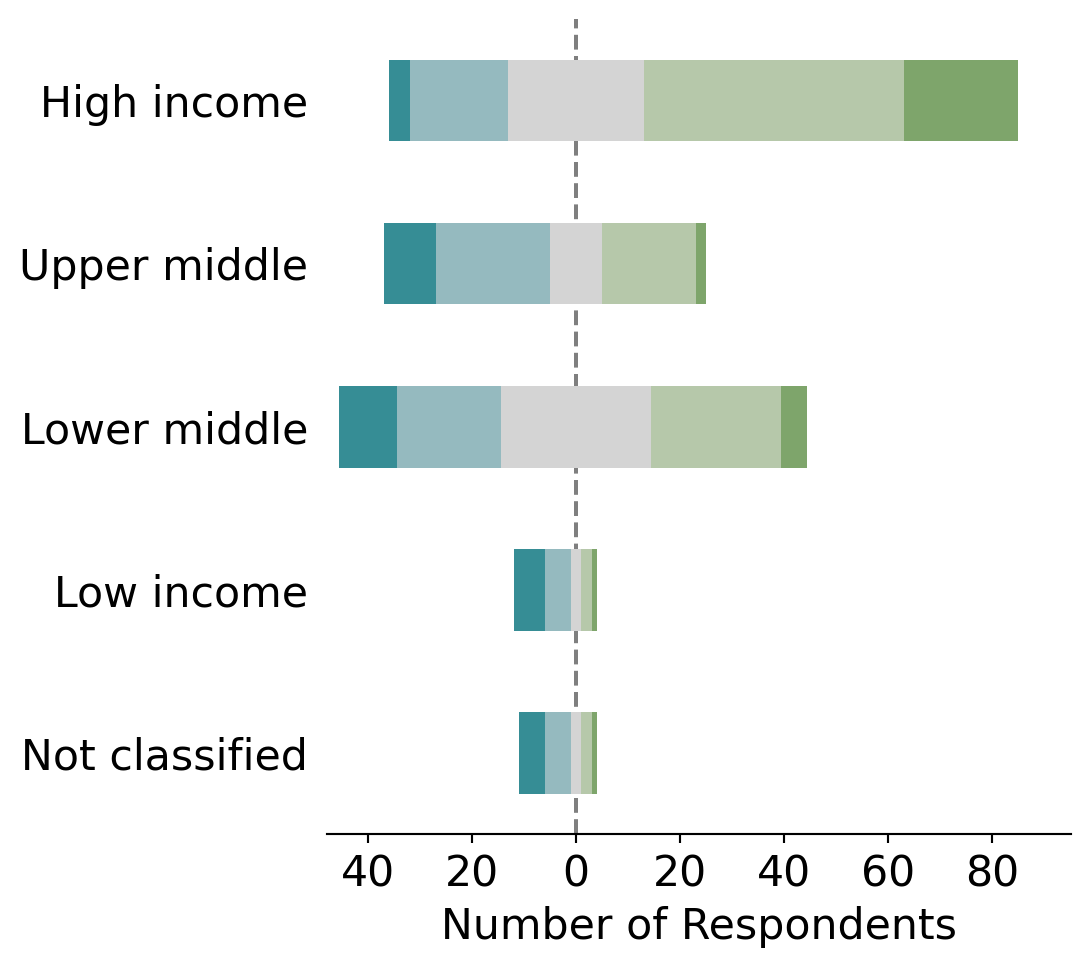 High income
Upper middle
Lower middle
Low income
Not classified
40 20 0 20 40 60 80
Number of Respondents